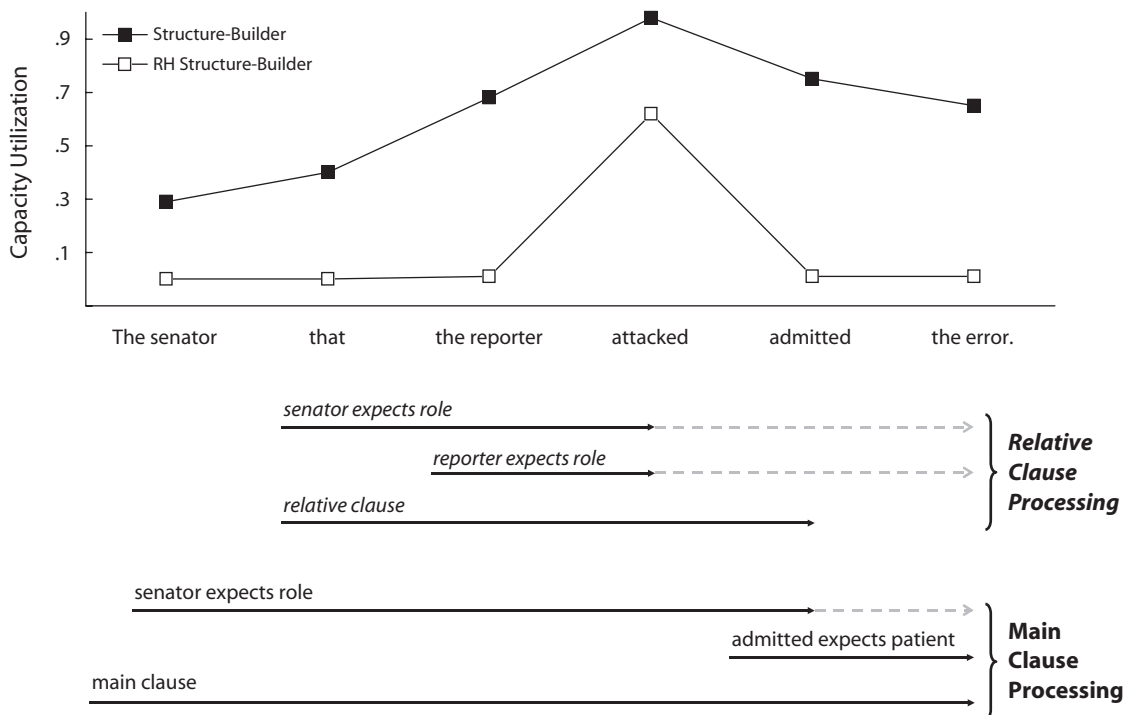 Structure-Builder
RH Structure-Builder
Capacity Utilization
.9
.7
.5
.3
.1
The senator that the reporter attacked admitted the error.
senator expects role
reporter expects role
relative clause
Relative
Clause
Processing
senator expects role
admitted expects patient
main clause
Main
Clause
Processing